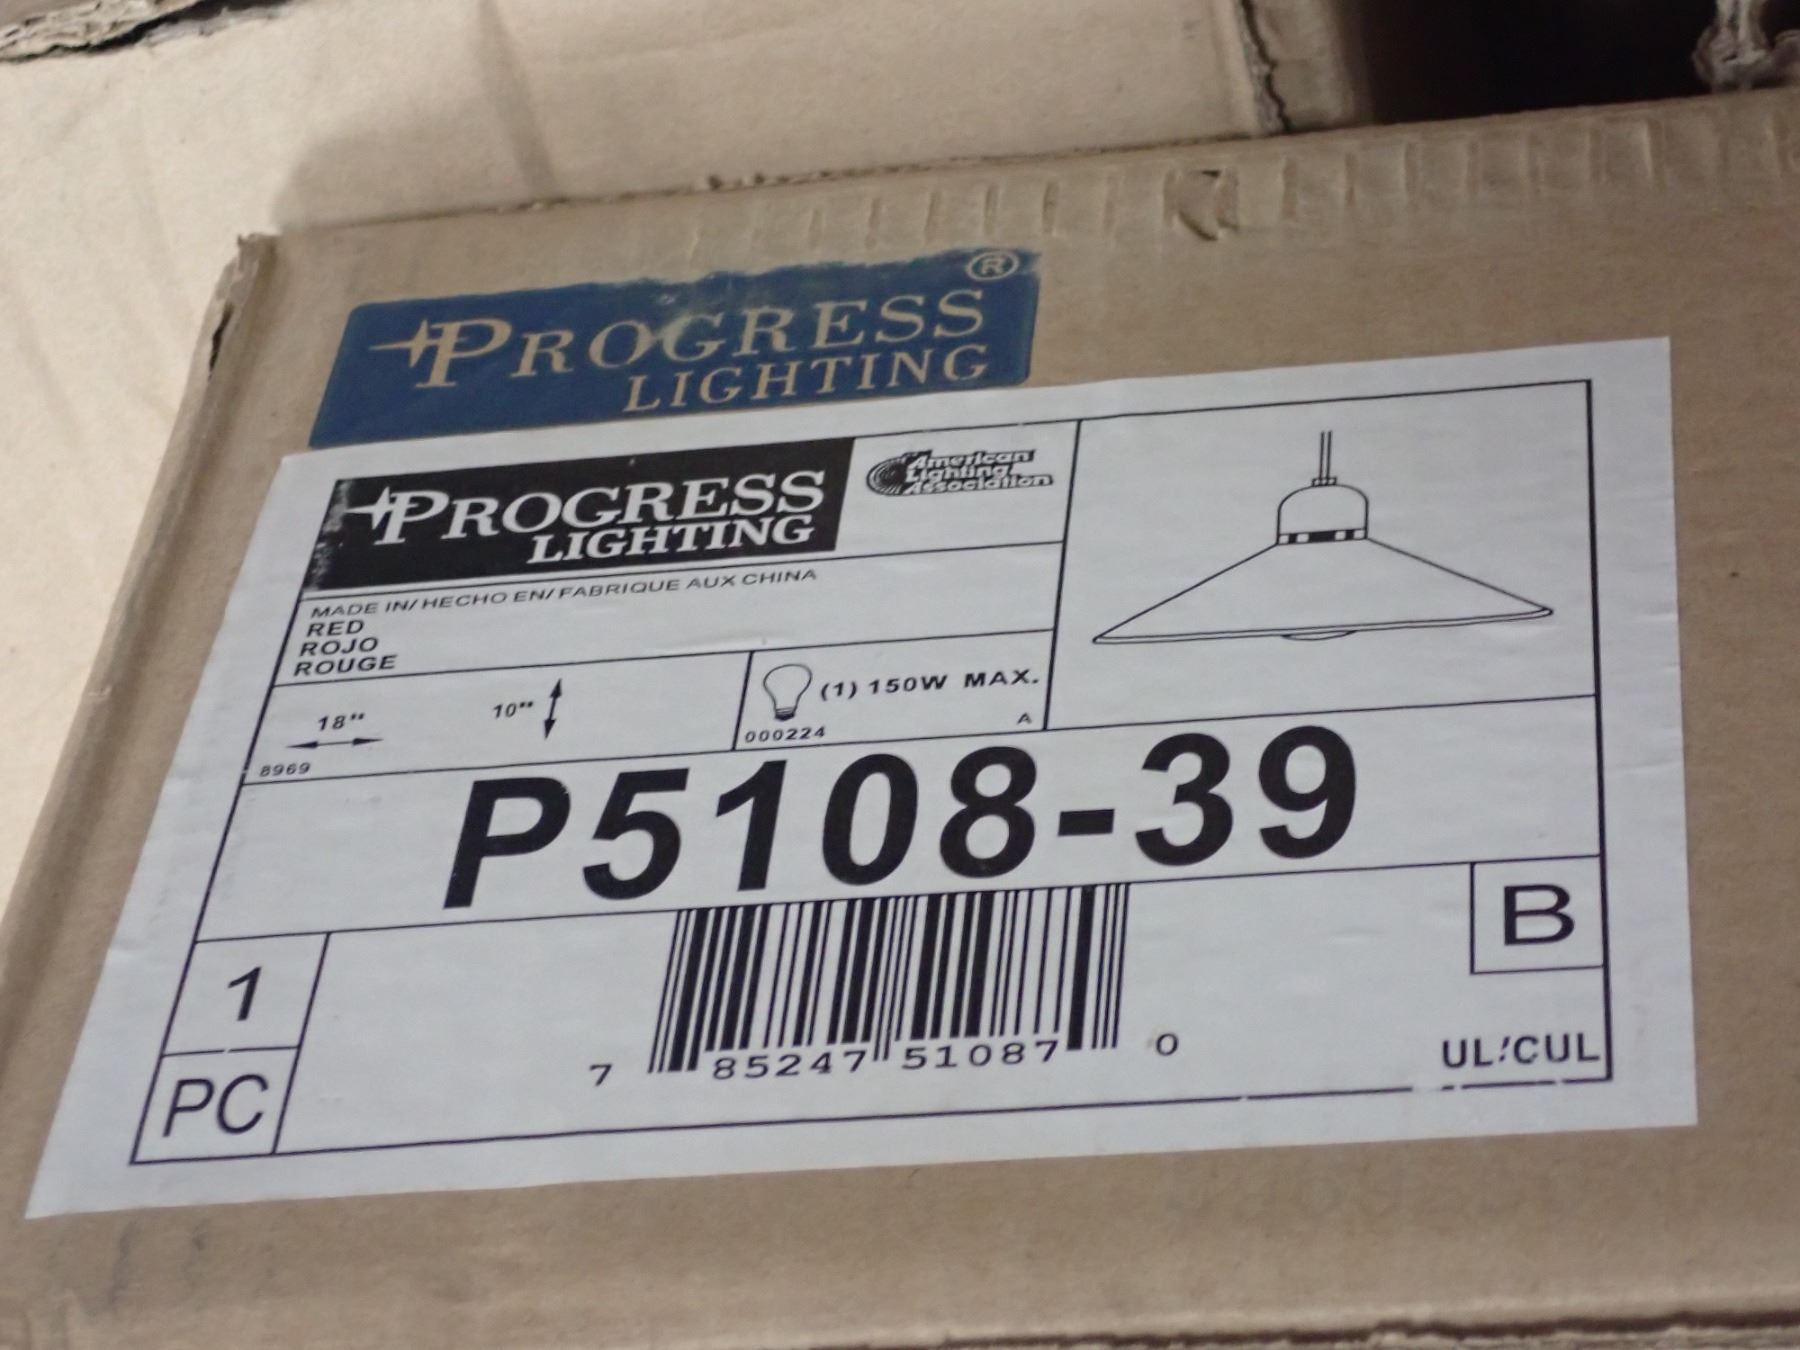 PROGRESS ®
LIGHTING
PROGRESS
LIGHTING
American
Lighting
Association
MADE IN/ HECHO EN/ FABRIQUE AUX CHINA
RED
ROJO
ROUGE
18"
10"
(1) 150W MAX.
8969
000224
A
P5108-39
B
1
PC
7 85247 51087 0
UL/CUL